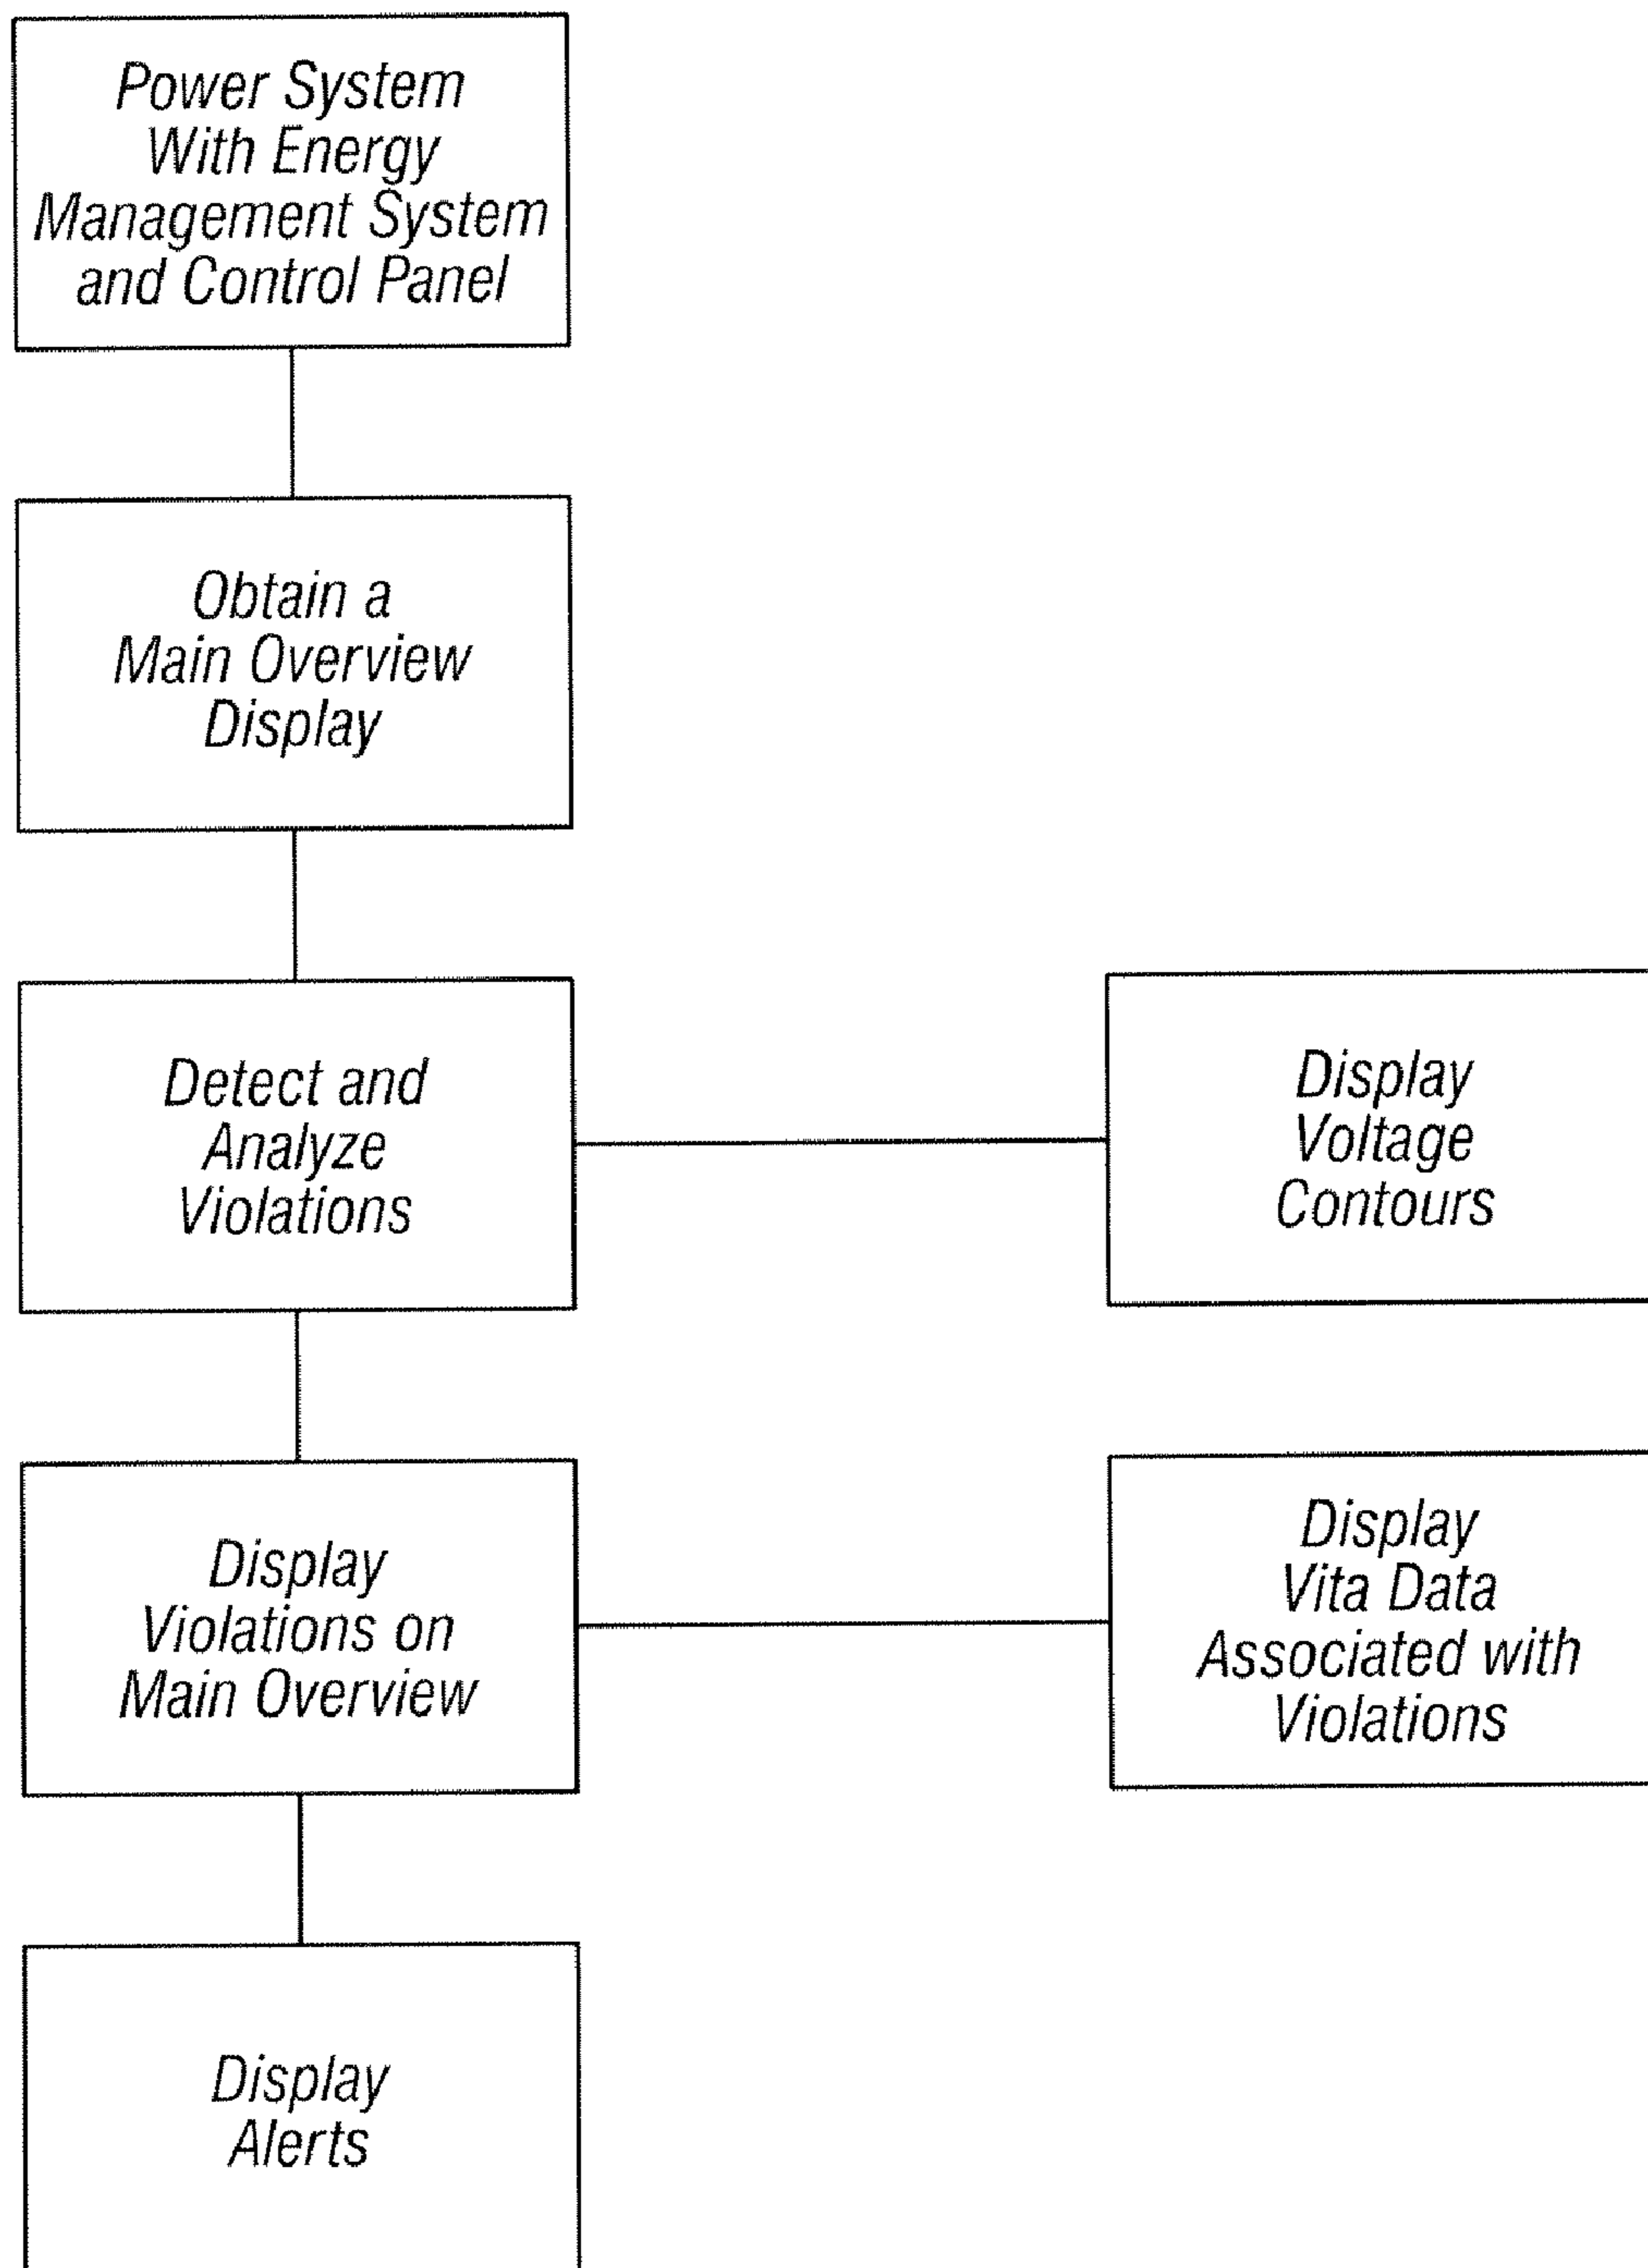 Power System
With Energy
Management System
and Control Panel
Obtain a
Main Overview
Display
Detect and
Analyze
Violations
Display
Voltage
Contours
Display
Violations on
Main Overview
Display
Vita Data
Associated with
Violations
Display
Alerts